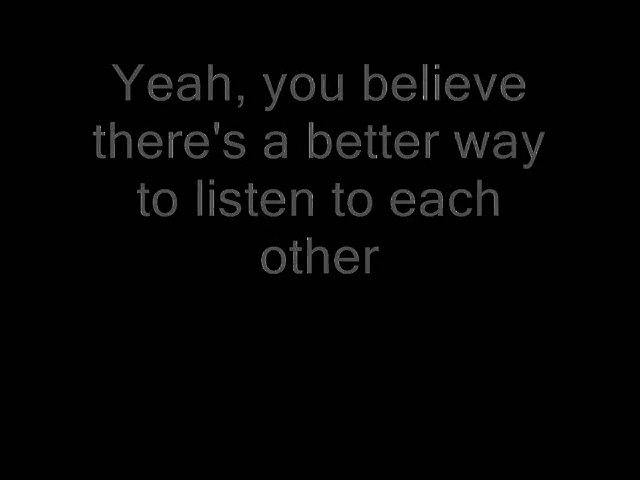 Yeah, you believe
there's a better way
to listen to each
other